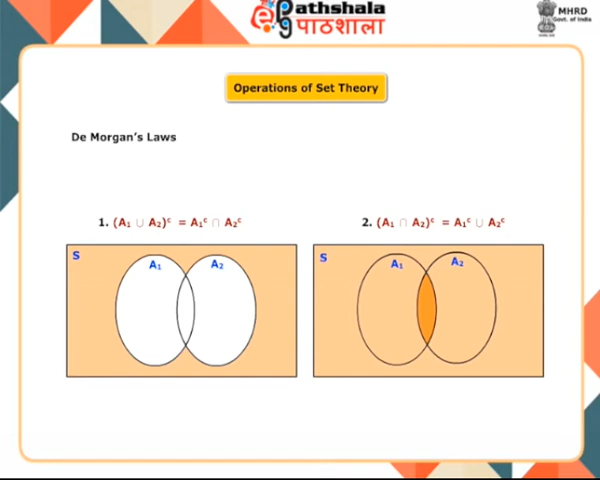 ePathshala
पाठशाला
MHRD
Govt. of India
Operations of Set Theory
De Morgan's Laws
1. (A₁ ∪ A₂)ᶜ = A₁ᶜ ∩ A₂ᶜ
2. (A₁ ∩ A₂)ᶜ = A₁ᶜ ∪ A₂ᶜ
S
A₁
A₂
S
A₁
A₂